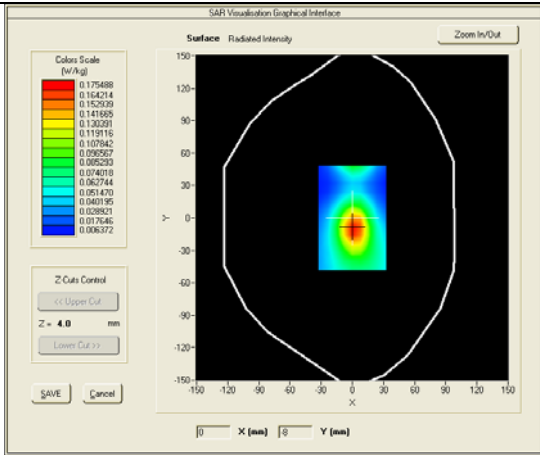 SAR Visualisation Graphical Interface
Surface Radiated Intensity
Zoom In/Out
Colors Scale
(W/kg)
0.175488
0.164214
0.152939
0.141665
0.130391
0.119116
0.107842
0.096567
0.085293
0.074018
0.062744
0.051470
0.040195
0.028921
0.017646
0.006372
150-
120-
90-
60-
30-
Y
0-
-30-
-60-
-90-
-120-
-150-
-150 -120 -90 -60 -30 0 30 60 90 120 150
X
Z-Cuts Control
<< Upper Cut
Z = 4.0 mm
Lower Cut >>
SAVE Cancel
0 X (mm) -8 Y (mm)